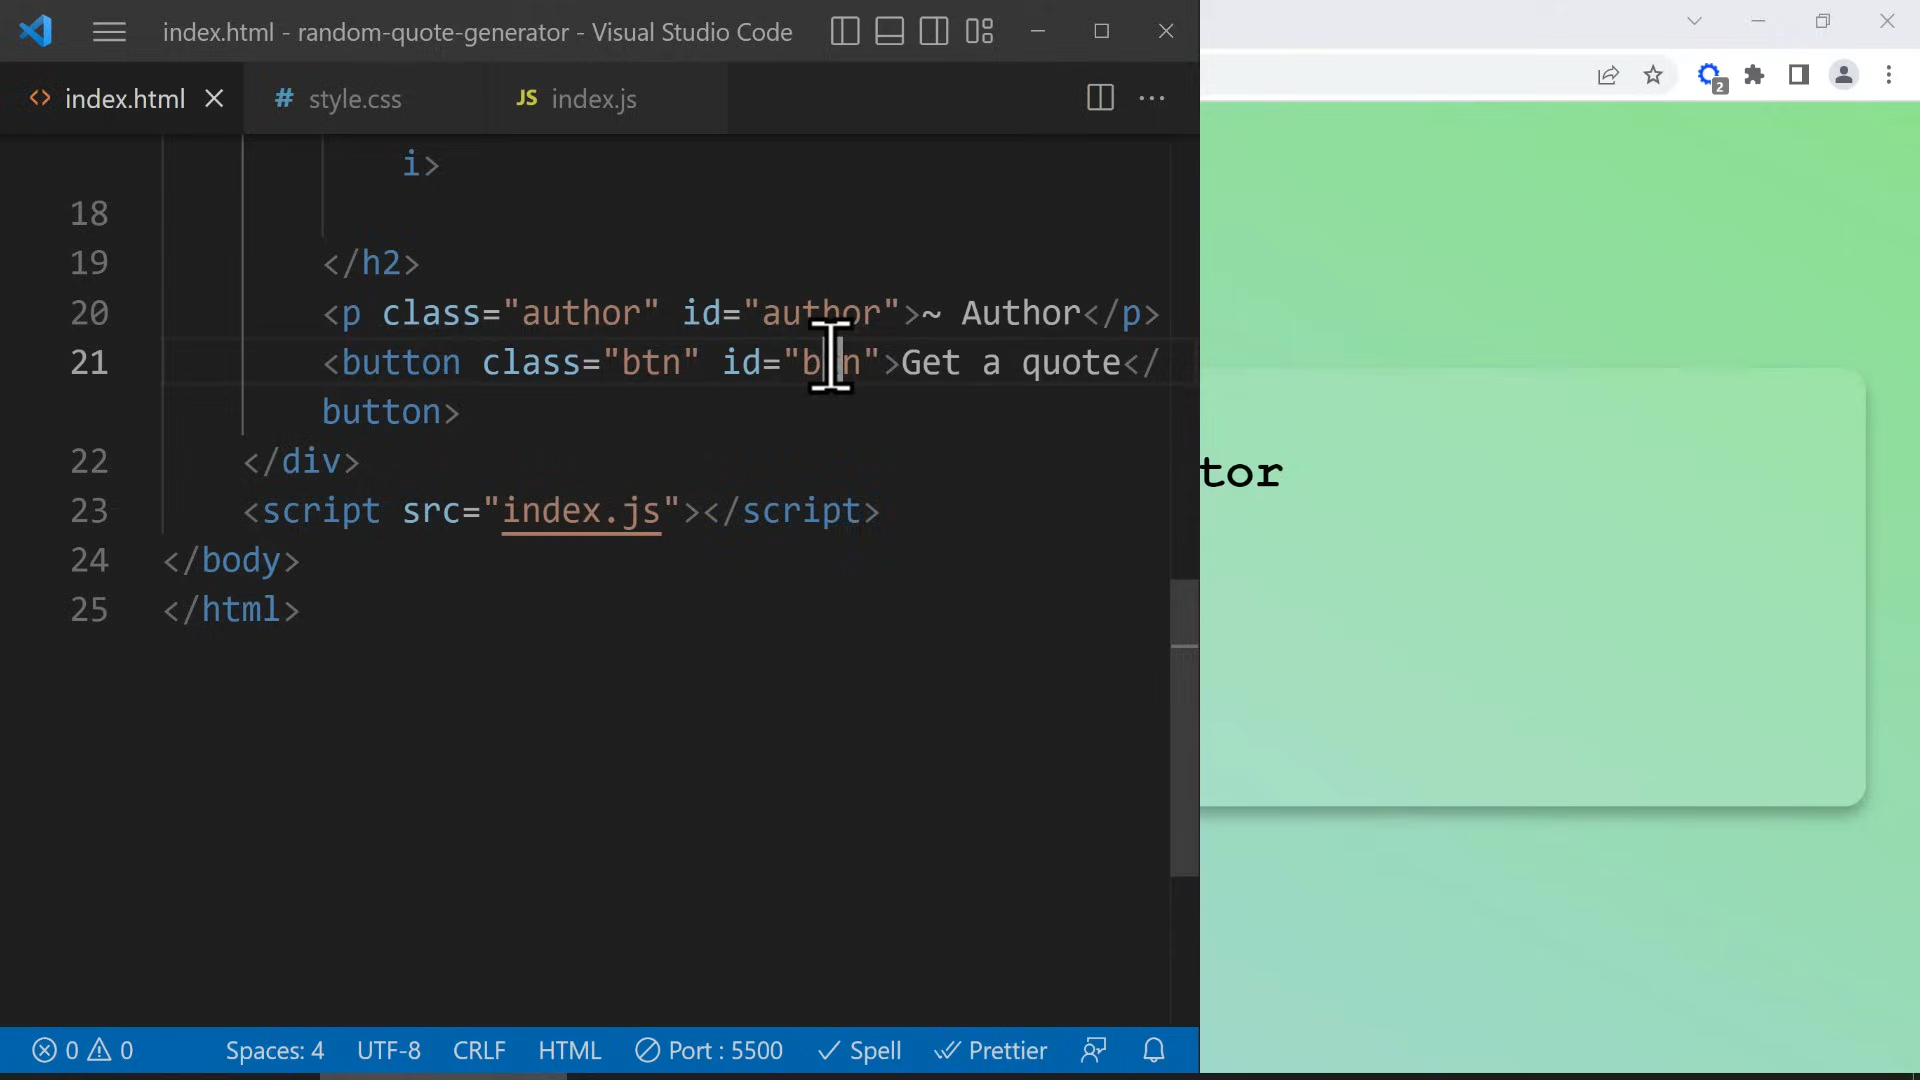 index.html - random-quote-generator - Visual Studio Code
index.html
# style.css
JS index.js
2
i>
18
19 </h2>
20 <p class="author" id="author">~ Author</p>
21 <button class="btn" id="btn">Get a quote</
button>
22 </div>
23 <script src="index.js"></script>
24 </body>
25 </html>
tor
0 0 Spaces: 4 UTF-8 CRLF HTML Port : 5500 Spell Prettier